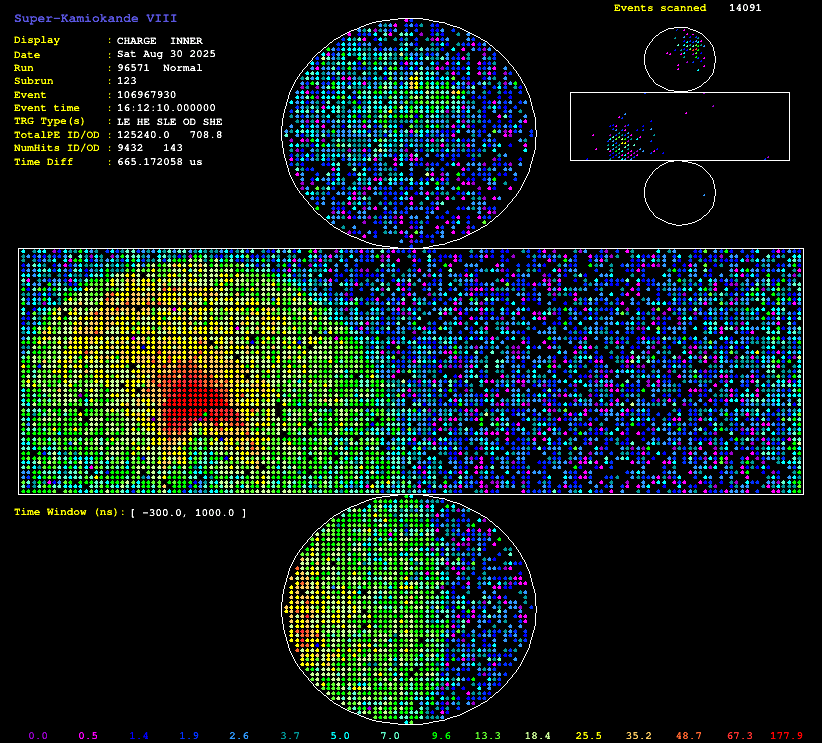 Super-Kamiokande VIII
Events scanned 14091
Display : CHARGE INNER
Date : Sat Aug 30 2025
Run : 96571 Normal
Subrun : 123
Event : 106967930
Event time : 16:12:10.000000
TRG Type(s) : LE HE SLE OD SHE
TotalPE ID/OD : 125240.0 708.8
NumHits ID/OD : 9432 143
Time Diff : 665.172058 us
Time Window (ns): [ -300.0, 1000.0 ]
0.0 0.5 1.4 1.9 2.6 3.7 5.0 7.0 9.6 13.3 18.4 25.5 35.2 48.7 67.3 177.9